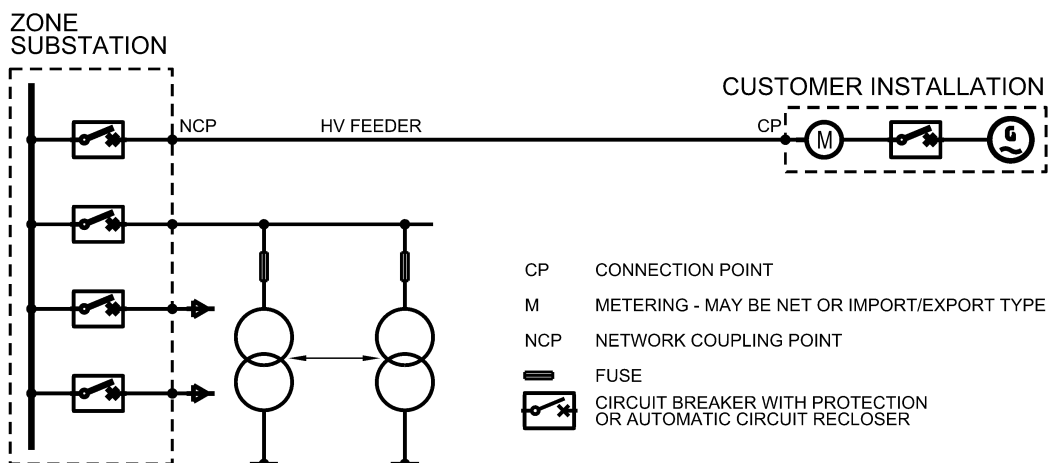 ZONE
SUBSTATION
CUSTOMER INSTALLATION
NCP HV FEEDER CP
M G
CP CONNECTION POINT
M METERING - MAY BE NET OR IMPORT/EXPORT TYPE
NCP NETWORK COUPLING POINT
FUSE
CIRCUIT BREAKER WITH PROTECTION
OR AUTOMATIC CIRCUIT RECLOSER